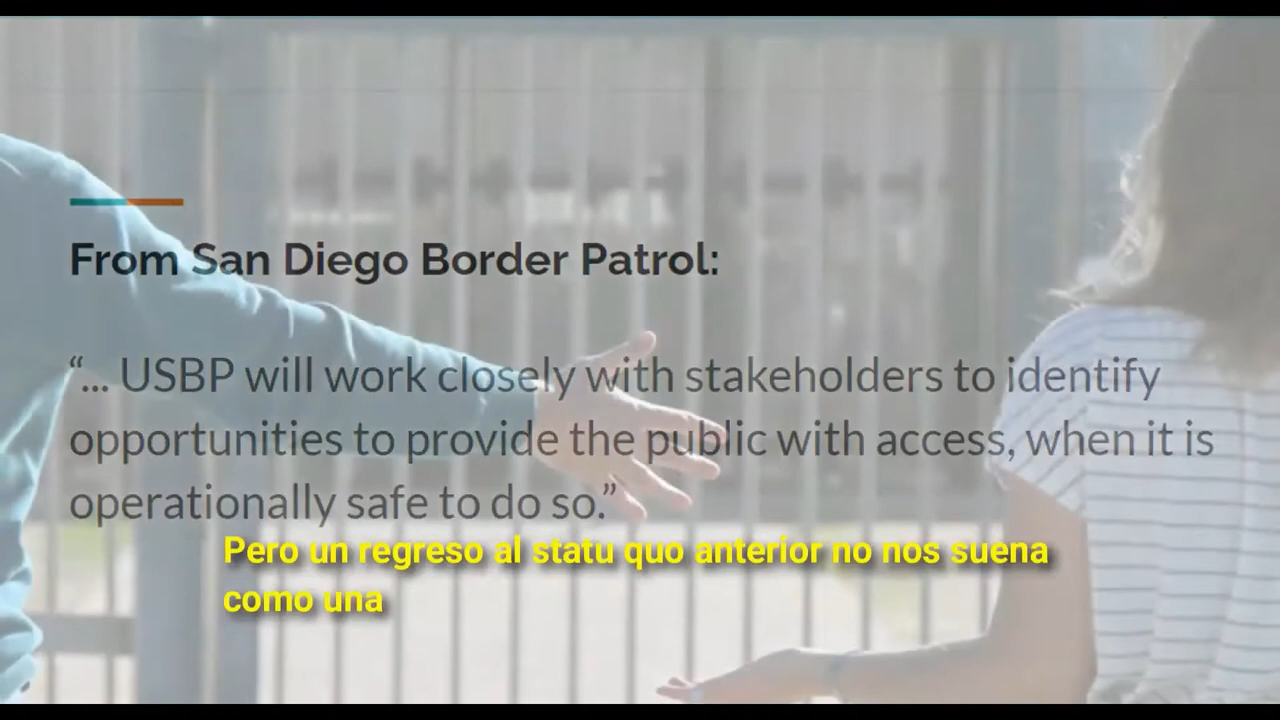 From San Diego Border Patrol:
“... USBP will work closely with stakeholders to identify
opportunities to provide the public with access, when it is
operationally safe to do so.”
Pero un regreso al statu quo anterior no nos suena
como una